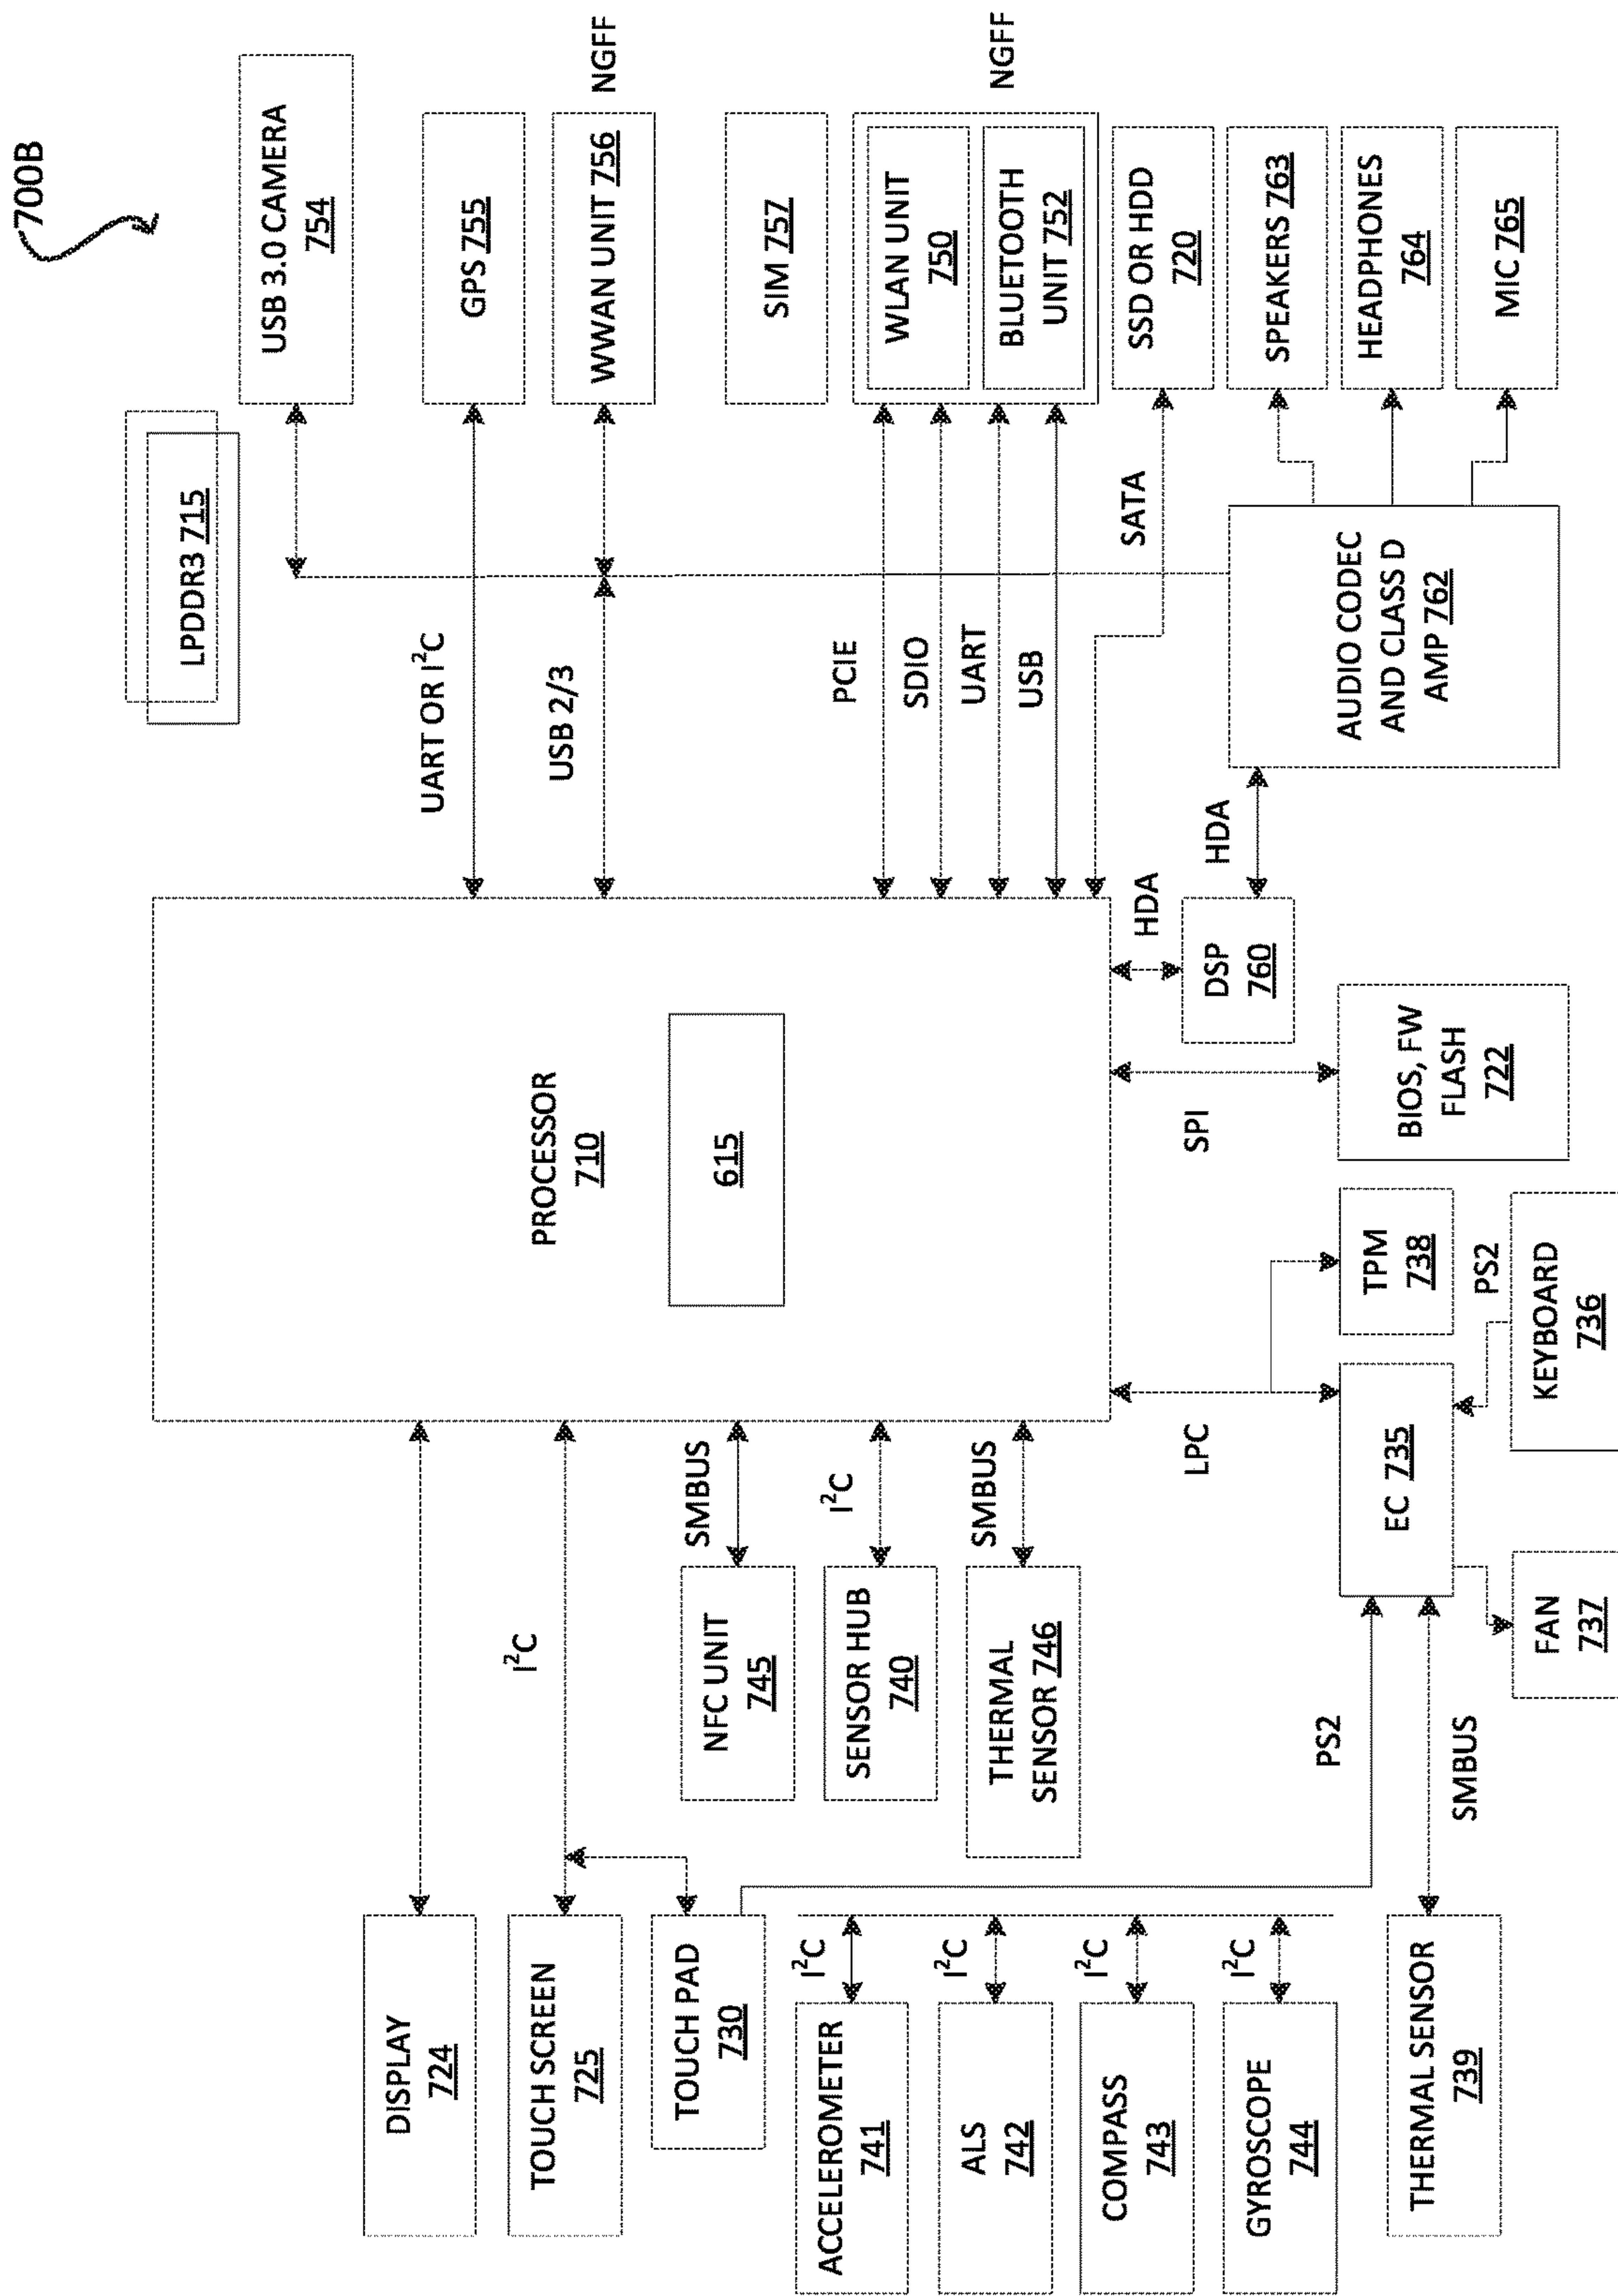 700B
LPDDR3 715
USB 3.0 CAMERA
754
UART OR I²C
GPS 755
USB 2/3
WWAN UNIT 756
NGFF
SIM 757
PCIE
SDIO
UART
USB
WLAN UNIT
750
BLUETOOTH
UNIT 752
NGFF
SATA
SSD OR HDD
720
SPEAKERS 763
HEADPHONES
764
MIC 765
AUDIO CODEC
AND CLASS D
AMP 762
HDA
HDA
DSP
760
PROCESSOR
710
615
SPI
BIOS, FW
FLASH
722
LPC
TPM
738
PS2
KEYBOARD
736
EC 735
FAN
737
DISPLAY
724
I²C
TOUCH SCREEN
725
TOUCH PAD
730
SMBUS
NFC UNIT
745
I²C
SENSOR HUB
740
SMBUS
THERMAL
SENSOR 746
PS2
SMBUS
I²C
ACCELEROMETER
741
I²C
ALS
742
I²C
COMPASS
743
I²C
GYROSCOPE
744
THERMAL SENSOR
739